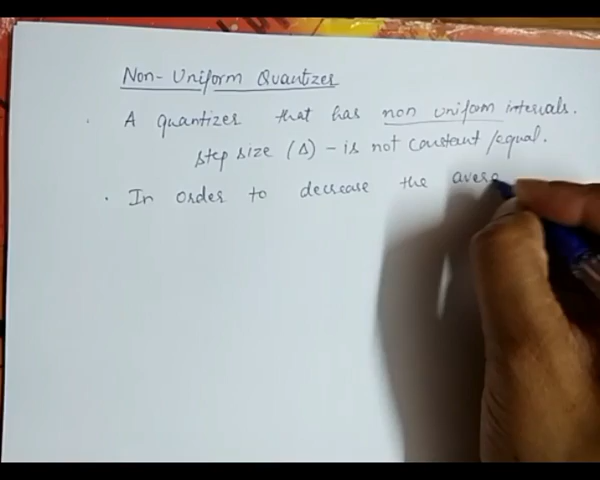 Non-Uniform Quantizer
A quantizer that has non uniform intervals.
step size (Δ) - is not constant/equal.
In order to decrease the avera